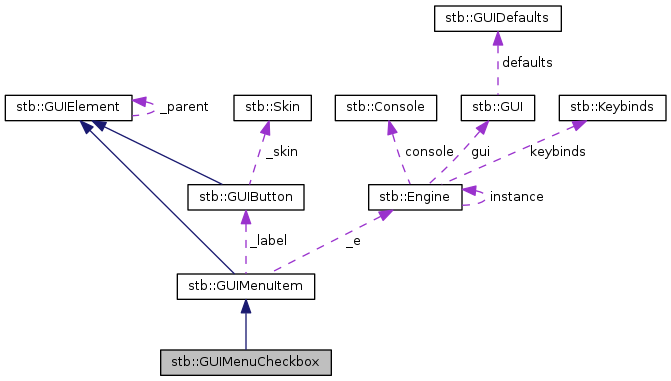 stb::GUIDefaults
defaults
stb::GUIElement
_parent
stb::Skin
stb::Console
stb::GUI
stb::Keybinds
_skin
console
gui
keybinds
stb::GUIButton
stb::Engine
instance
_label
_e
stb::GUIMenuItem
stb::GUIMenuCheckbox